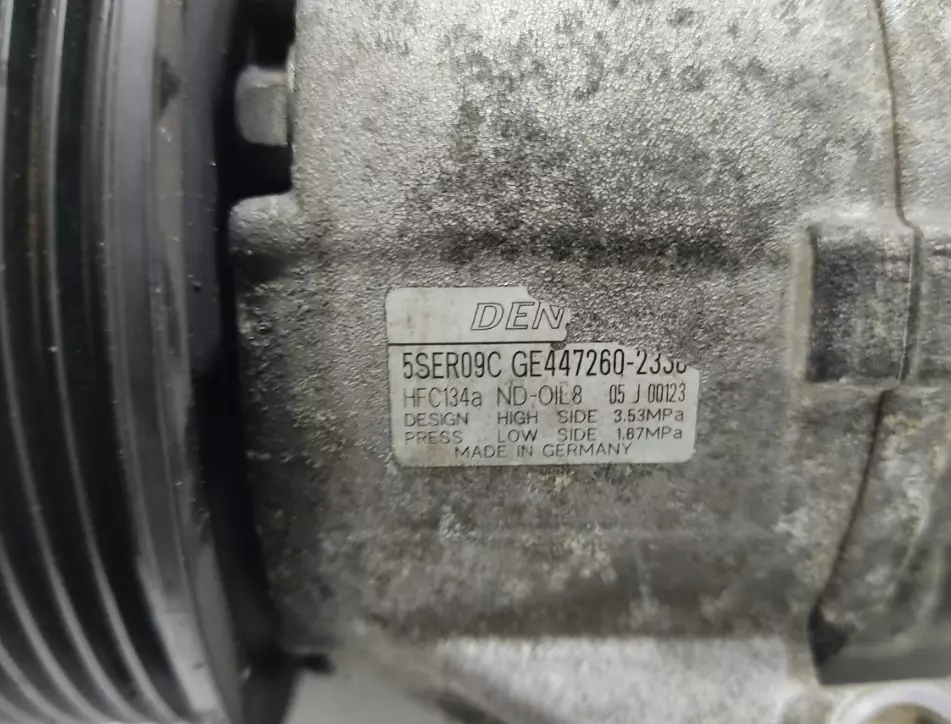 DEN
5SER09C GE447260-2330
HFC134a ND-OIL8 05 J 00123
DESIGN HIGH SIDE 3.53MPa
PRESS LOW SIDE 1.67MPa
MADE IN GERMANY